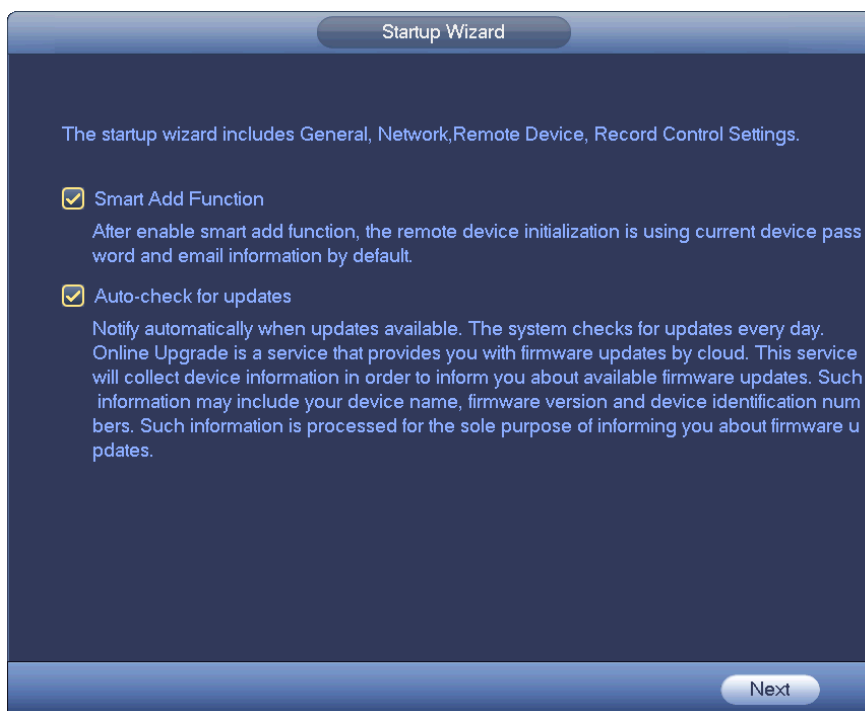 Startup Wizard
The startup wizard includes General, Network,Remote Device, Record Control Settings.
Smart Add Function
After enable smart add function, the remote device initialization is using current device pass
word and email information by default.
Auto-check for updates
Notify automatically when updates available. The system checks for updates every day.
Online Upgrade is a service that provides you with firmware updates by cloud. This service
will collect device information in order to inform you about available firmware updates. Such
information may include your device name, firmware version and device identification num
bers. Such information is processed for the sole purpose of informing you about firmware u
pdates.
Next